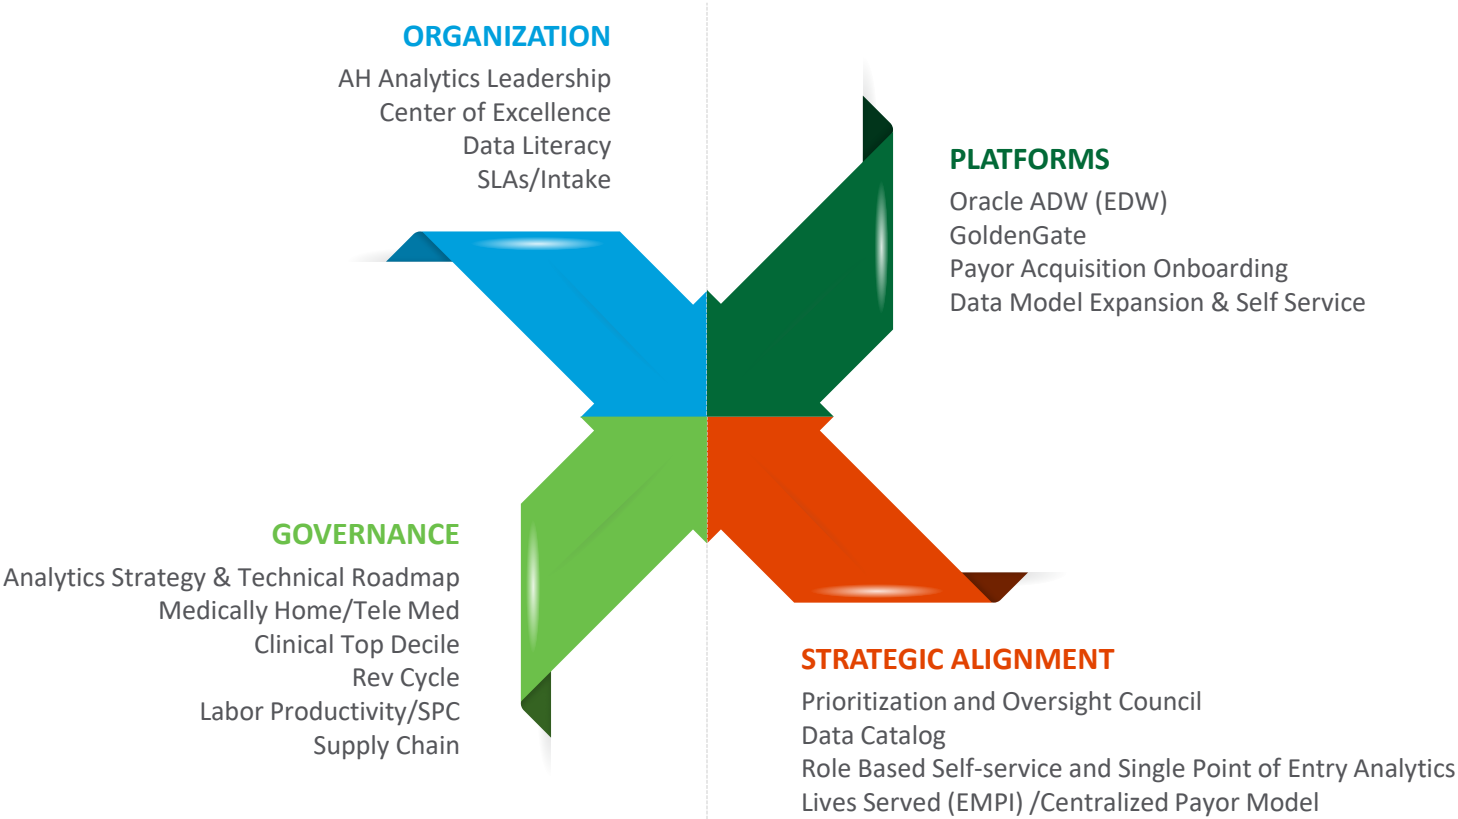 ORGANIZATION
AH Analytics Leadership
Center of Excellence
Data Literacy
SLAs/Intake
PLATFORMS
Oracle ADW (EDW)
GoldenGate
Payor Acquisition Onboarding
Data Model Expansion & Self Service
GOVERNANCE
Analytics Strategy & Technical Roadmap
Medically Home/Tele Med
Clinical Top Decile
Rev Cycle
Labor Productivity/SPC
Supply Chain
STRATEGIC ALIGNMENT
Prioritization and Oversight Council
Data Catalog
Role Based Self-service and Single Point of Entry Analytics
Lives Served (EMPI) /Centralized Payor Model